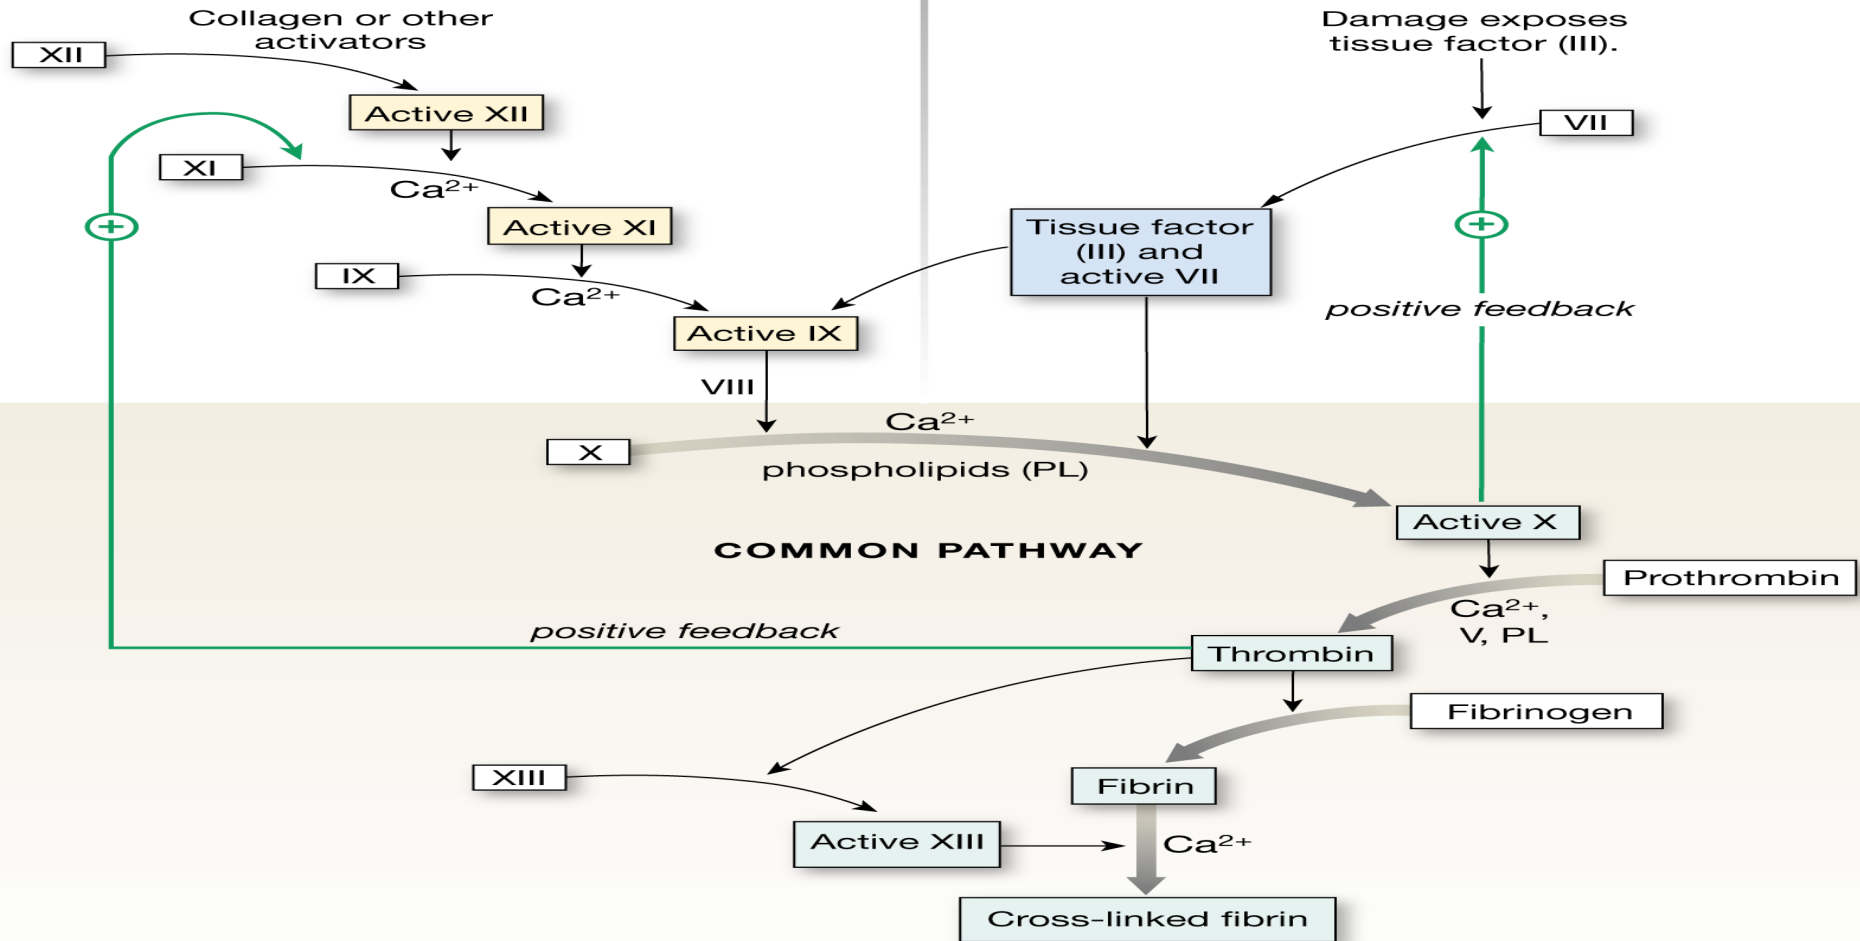 Collagen or other
activators
XII
Active XII
XI
Ca²⁺
Active XI
IX
Ca²⁺
Active IX
VIII
Damage exposes
tissue factor (III).
VII
Tissue factor
(III) and
active VII
+
+
positive feedback
X
Ca²⁺
phospholipids (PL)
Active X
COMMON PATHWAY
Prothrombin
Ca²⁺,
V, PL
positive feedback
Thrombin
Fibrinogen
XIII
Fibrin
Active XIII
Ca²⁺
Cross-linked fibrin